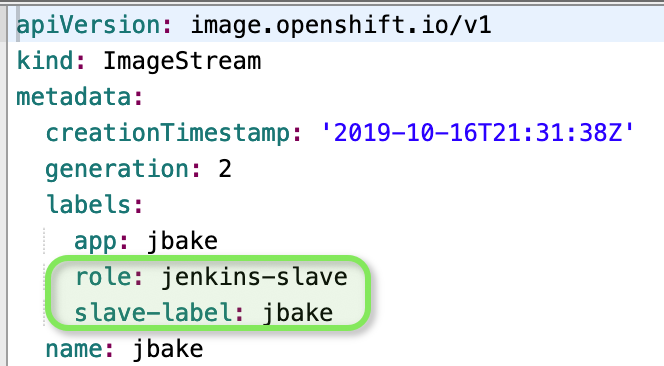 apiVersion: image.openshift.io/v1
kind: ImageStream
metadata:
  creationTimestamp: '2019-10-16T21:31:38Z'
  generation: 2
  labels:
    app: jbake
    role: jenkins-slave
    slave-label: jbake
  name: jbake